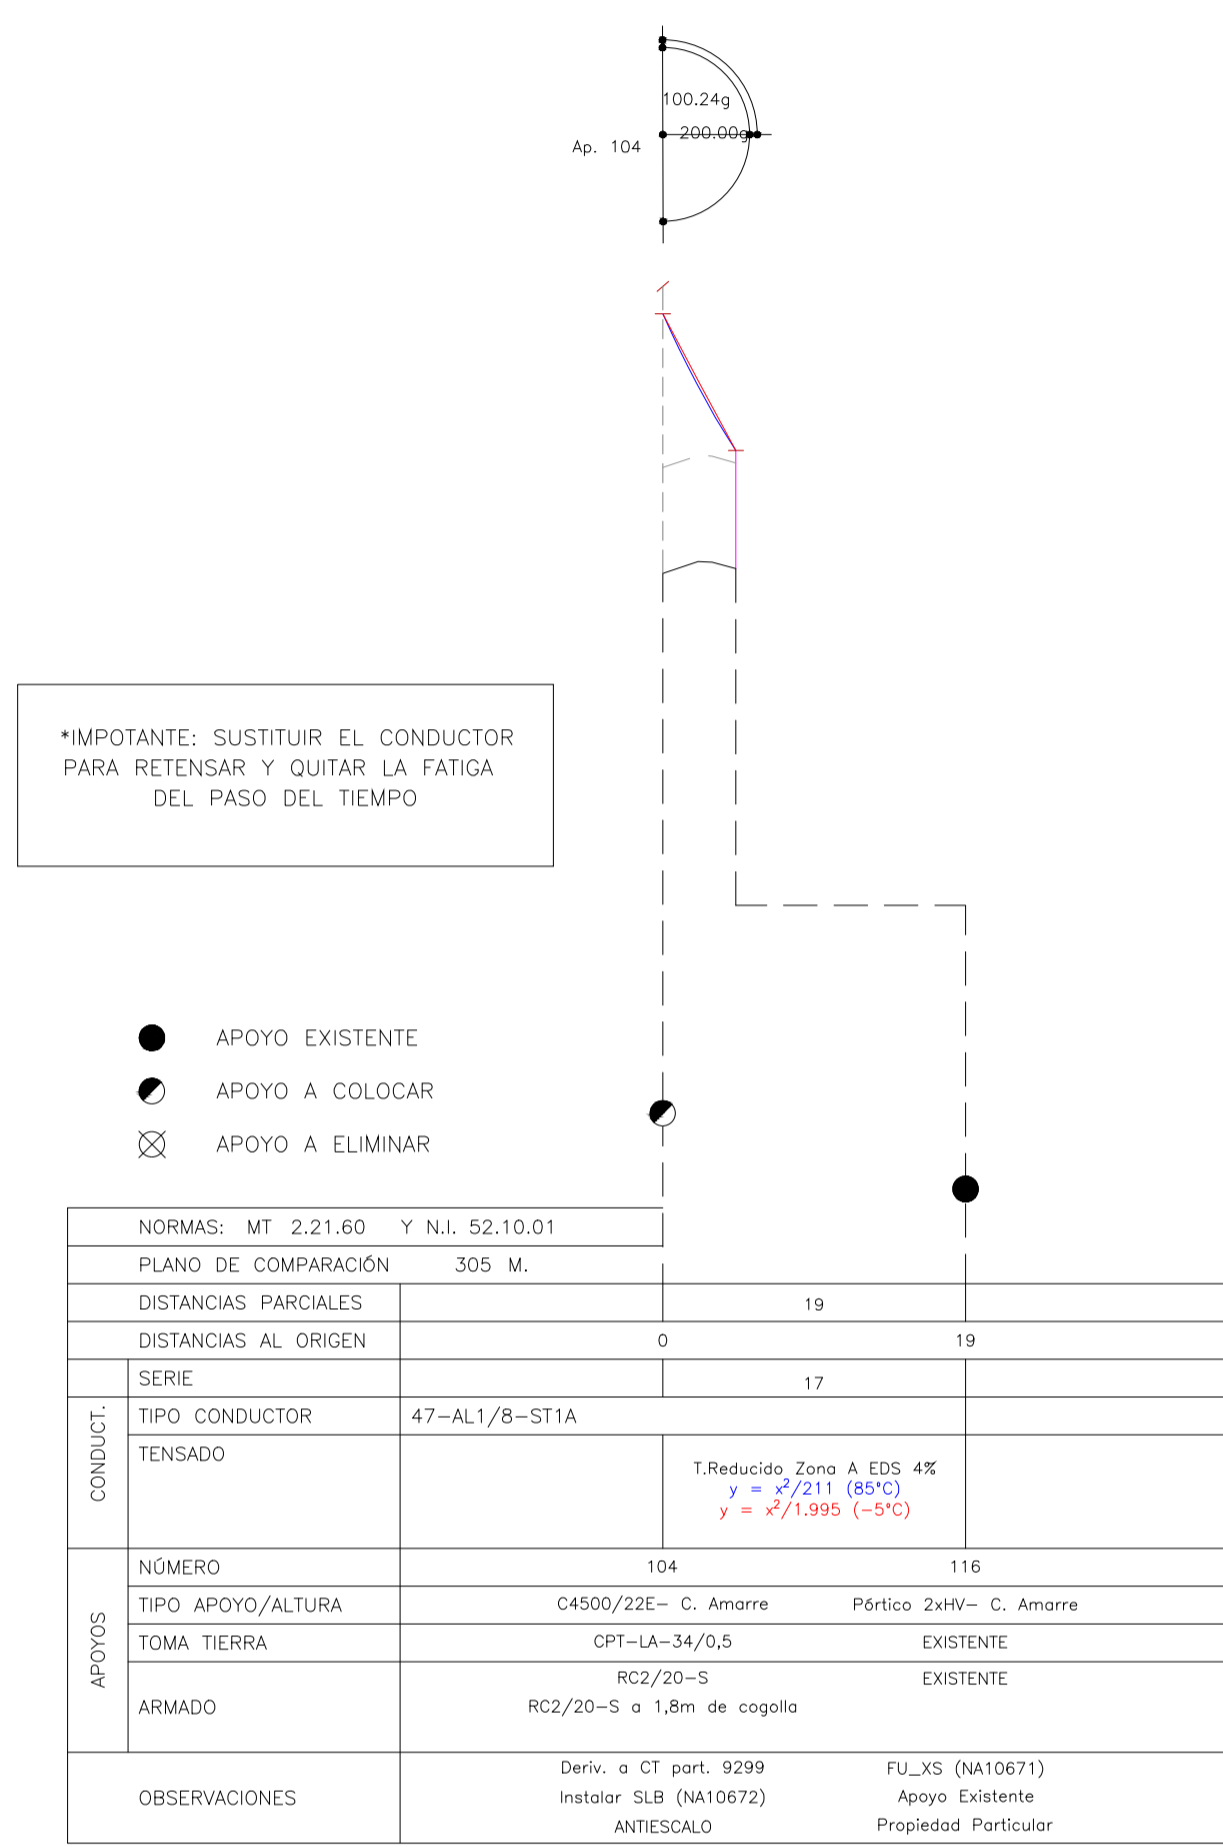 100.24g
200.00g
Ap. 104
*IMPOTANTE: SUSTITUIR EL CONDUCTOR
PARA RETENSAR Y QUITAR LA FATIGA
DEL PASO DEL TIEMPO
APOYO EXISTENTE
APOYO A COLOCAR
APOYO A ELIMINAR
NORMAS: MT 2.21.60 Y N.I. 52.10.01
PLANO DE COMPARACIÓN 305 M.
DISTANCIAS PARCIALES 19
DISTANCIAS AL ORIGEN 0 19
SERIE 17
CONDUCT.
TIPO CONDUCTOR 47-AL1/8-ST1A
TENSADO
T.Reducido Zona A EDS 4%
y = x²/211 (85°C)
y = x²/1.995 (-5°C)
APOYOS
NÚMERO 104 116
TIPO APOYO/ALTURA C4500/22E- C. Amarre Pórtico 2xHV- C. Amarre
TOMA TIERRA CPT-LA-34/0,5 EXISTENTE
ARMADO
RC2/20-S EXISTENTE
RC2/20-S a 1,8m de cogolla
OBSERVACIONES
Deriv. a CT part. 9299 FU_XS (NA10671)
Instalar SLB (NA10672) Apoyo Existente
ANTIESCALO Propiedad Particular